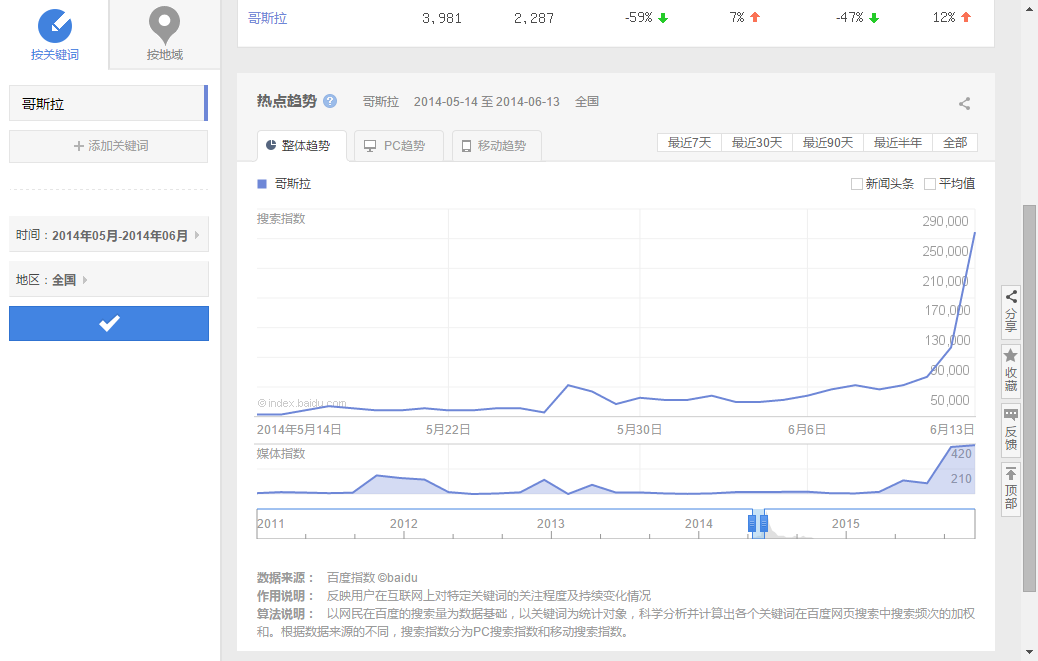 按关键词
按地域
哥斯拉 3,981 2,287 -59% 7% -47% 12%
哥斯拉
添加关键词
时间：2014年05月-2014年06月
地区：全国
热点趋势 ? 哥斯拉 2014-05-14 至 2014-06-13 全国
整体趋势 PC趋势 移动趋势
最近7天 最近30天 最近90天 最近半年 全部
哥斯拉
新闻头条 平均值
搜索指数
290,000
250,000
210,000
170,000
130,000
90,000
50,000
©index.baidu.com
2014年5月14日 5月22日 5月30日 6月6日 6月13日
媒体指数
420
210
2011 2012 2013 2014 2015
数据来源： 百度指数 ©baidu
作用说明： 反映用户在互联网上对特定关键词的关注程度及持续变化情况
算法说明： 以网民在百度的搜索量为数据基础，以关键词为统计对象，科学分析并计算出各个关键词在百度网页搜索中搜索频次的加权
和。根据数据来源的不同，搜索指数分为PC搜索指数和移动搜索指数。
分享
收藏
反馈
顶部